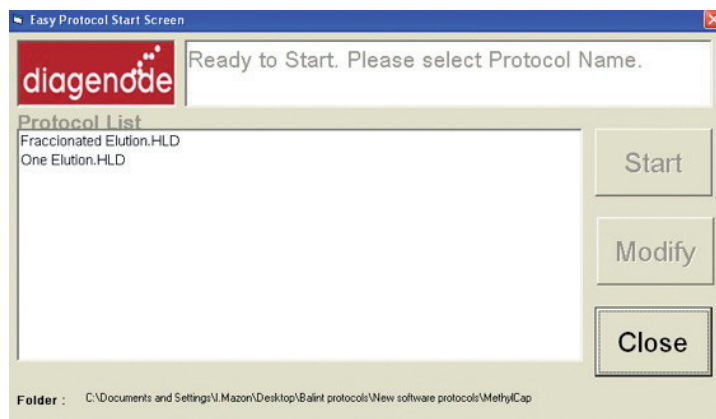 Easy Protocol Start Screen
diagenode
Ready to Start. Please select Protocol Name.
Protocol List
Fraccionated Elution.HLD
One Elution.HLD
Start
Modify
Close
Folder : C:\Documents and Settings\I.Mazon\Desktop\Balint protocols\New software protocols\MethylCap